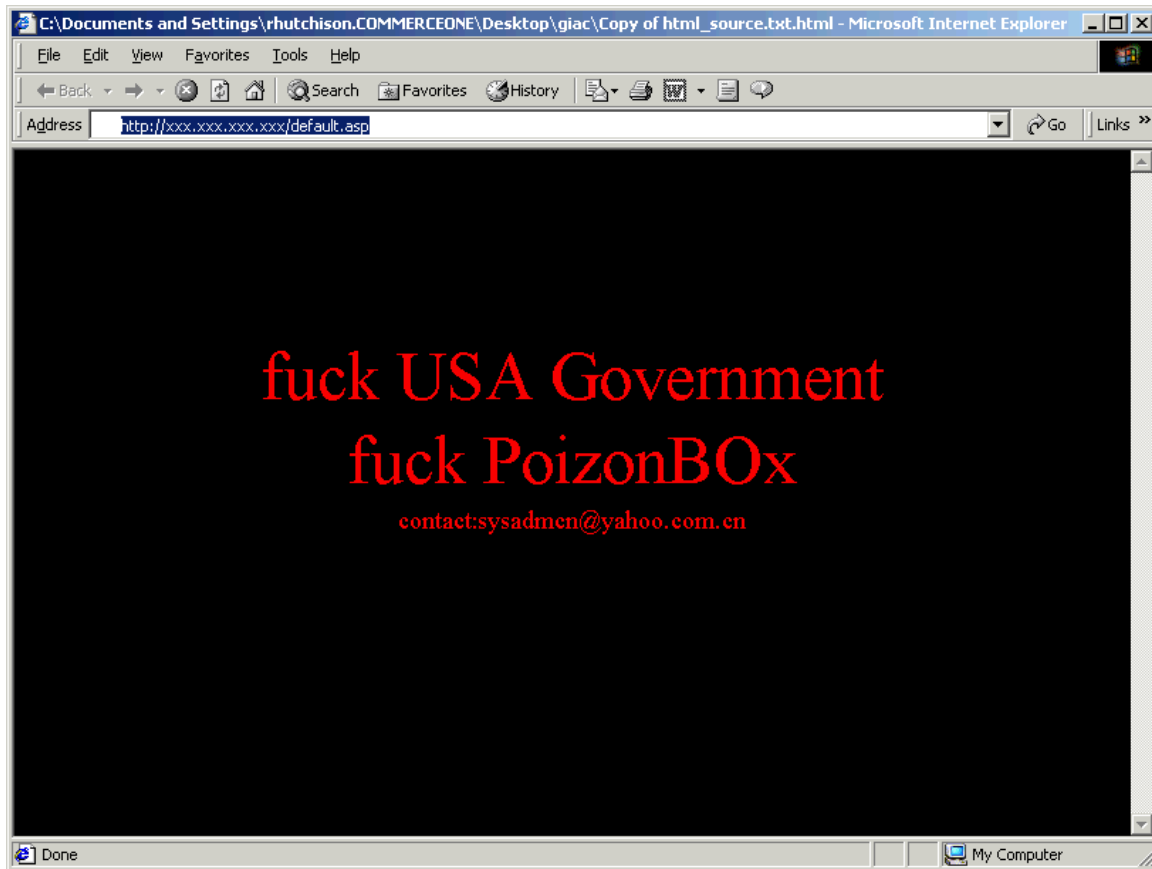 C:\Documents and Settings\rhutchison.COMMERCEONE\Desktop\giac\Copy of html_source.txt.html - Microsoft Internet Explorer
File Edit View Favorites Tools Help
Back Search Favorites History
Address http://xxx.xxx.xxx.xxx/default.asp Go Links »
fuck USA Government
fuck PoizonBOx
contact:sysadmcn@yahoo.com.cn
Done My Computer